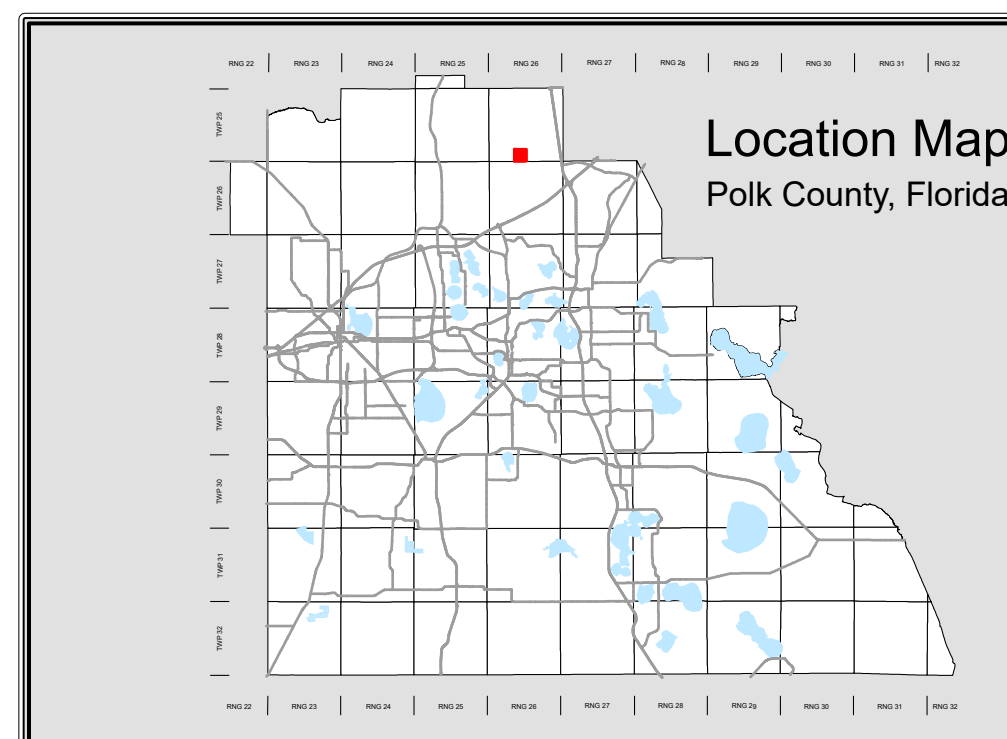 RNG 22 RNG 23 RNG 24 RNG 25 RNG 26 RNG 27 RNG 28 RNG 29 RNG 30 RNG 31 RNG 32
Location Map
Polk County, Florida
TWP 25
TWP 26
TWP 27
TWP 28
TWP 29
TWP 30
TWP 31
TWP 32
RNG 22 RNG 23 RNG 24 RNG 25 RNG 26 RNG 27 RNG 28 RNG 29 RNG 30 RNG 31 RNG 32